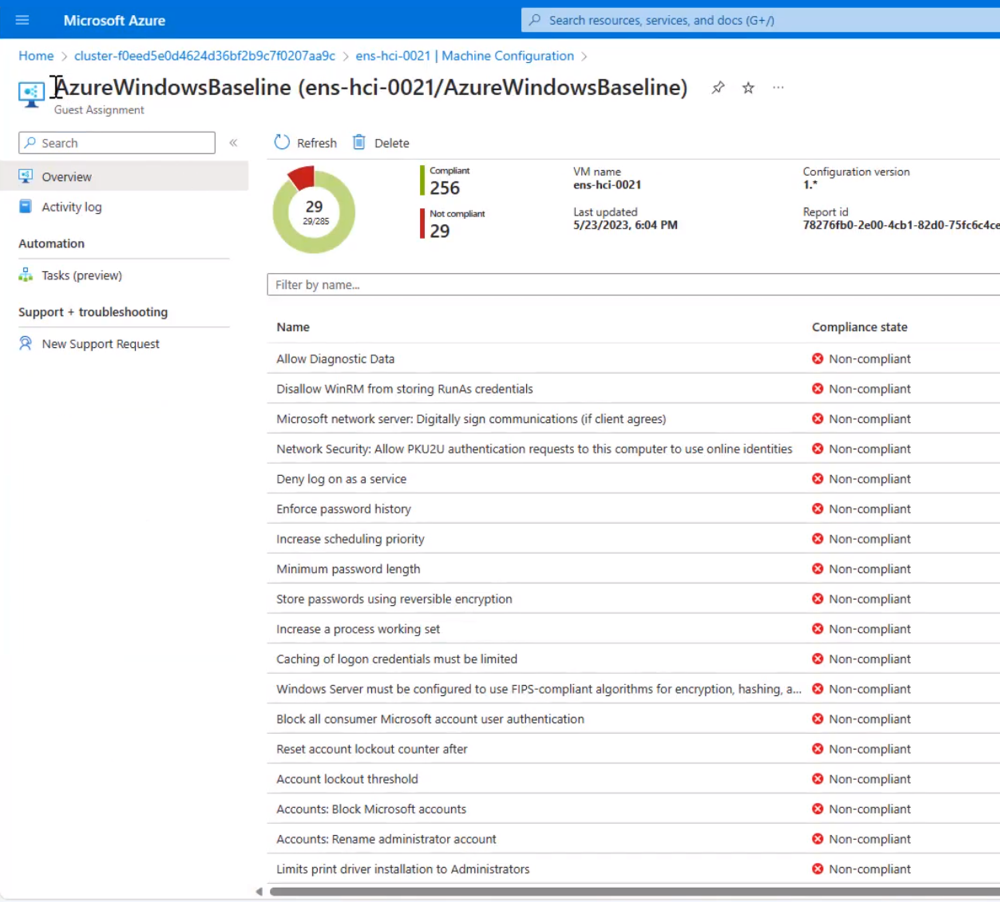 Microsoft Azure
Search resources, services, and docs (G+/)
Home > cluster-f0eed5e0d4624d36bf2b9c7f0207aa9c > ens-hci-0021 | Machine Configuration >
AzureWindowsBaseline (ens-hci-0021/AzureWindowsBaseline)
Guest Assignment
Search
Overview
Activity log
Automation
Tasks (preview)
Support + troubleshooting
New Support Request
Refresh
Delete
29
29/285
Compliant
256
Not compliant
29
VM name
ens-hci-0021
Last updated
5/23/2023, 6:04 PM
Configuration version
1.*
Report id
78276fb0-2e00-4cb1-82d0-75fc6c4ce
Filter by name...
Name Compliance state
Allow Diagnostic Data Non-compliant
Disallow WinRM from storing RunAs credentials Non-compliant
Microsoft network server: Digitally sign communications (if client agrees) Non-compliant
Network Security: Allow PKU2U authentication requests to this computer to use online identities Non-compliant
Deny log on as a service Non-compliant
Enforce password history Non-compliant
Increase scheduling priority Non-compliant
Minimum password length Non-compliant
Store passwords using reversible encryption Non-compliant
Increase a process working set Non-compliant
Caching of logon credentials must be limited Non-compliant
Windows Server must be configured to use FIPS-compliant algorithms for encryption, hashing, a... Non-compliant
Block all consumer Microsoft account user authentication Non-compliant
Reset account lockout counter after Non-compliant
Account lockout threshold Non-compliant
Accounts: Block Microsoft accounts Non-compliant
Accounts: Rename administrator account Non-compliant
Limits print driver installation to Administrators Non-compliant